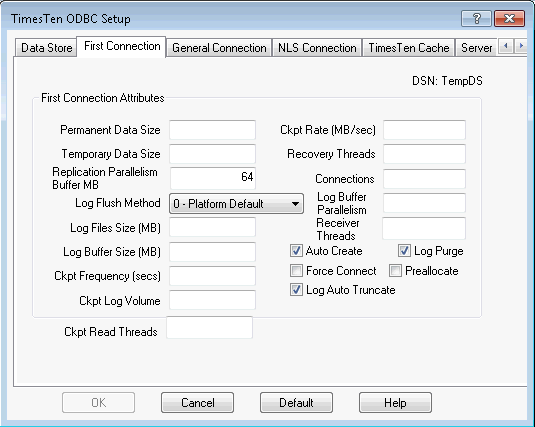 TimesTen ODBC Setup
Data Store First Connection General Connection NLS Connection TimesTen Cache Server
DSN: TempDS
First Connection Attributes
Permanent Data Size
Ckpt Rate (MB/sec)
Temporary Data Size
Recovery Threads
Replication Parallelism
Buffer MB
64
Connections
Log Flush Method
0 - Platform Default
Log Buffer
Parallelism
Log Files Size (MB)
Receiver
Threads
Log Buffer Size (MB)
Auto Create
Log Purge
Ckpt Frequency (secs)
Force Connect
Preallocate
Ckpt Log Volume
Log Auto Truncate
Ckpt Read Threads
OK Cancel Default Help